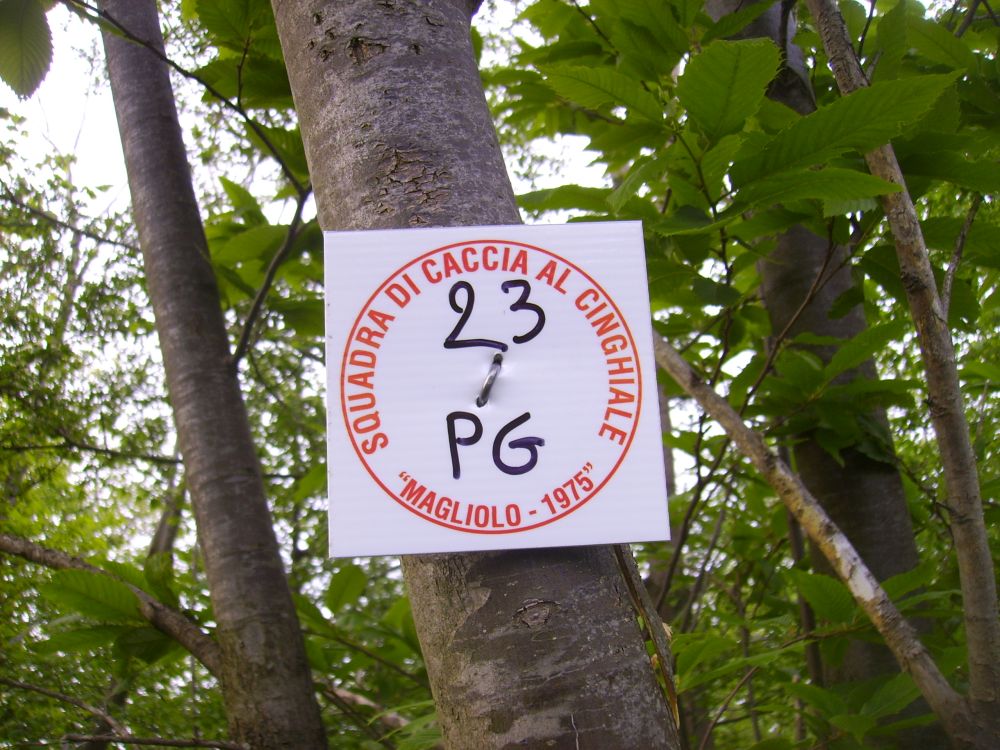 SQUADRA DI CACCIA AL CINGHIALE
23
PG
"MAGLIOLO - 1975"